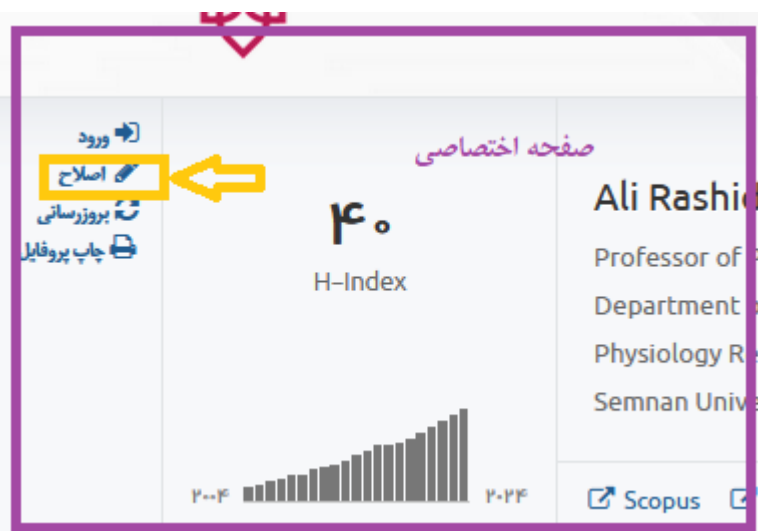 ورود
اصلاح
بروزرسانی
چاپ پروفایل
صفحه اختصاصی
۴۰
H-Index
۲۰۰۴
۲۰۲۴
Ali Rashid
Professor of
Department
Physiology
Semnan
Scopus